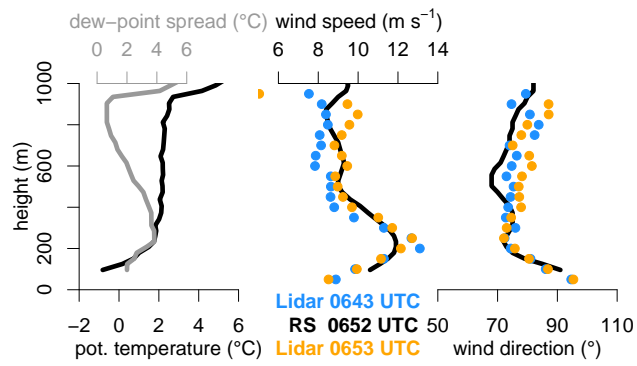 dew−point spread (°C) wind speed (m s⁻¹)
0 2 4 6 6 8 10 12 14
height (m)
1000
600
400
200
0
Lidar 0643 UTC
RS 0652 UTC
Lidar 0653 UTC
−2 0 2 4 6 50 70 90 110
pot. temperature (°C) wind direction (°)